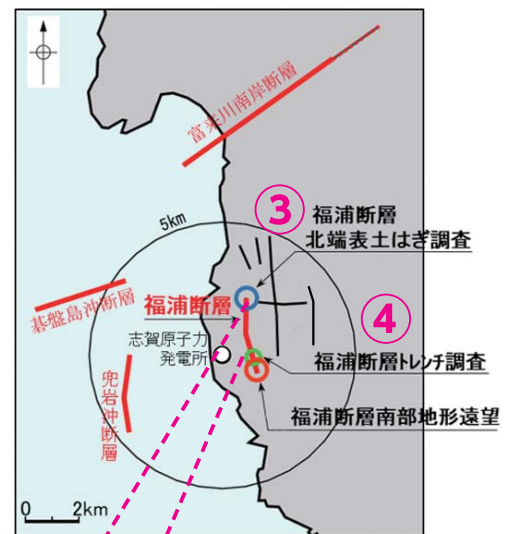 富来川南岸断層
5km
③
福浦断層
北端表土はぎ調査
碁盤島沖断層
福浦断層
④
志賀原子力
発電所
福浦断層トレンチ調査
兜岩沖断層
福浦断層南部地形遠望
0 2km